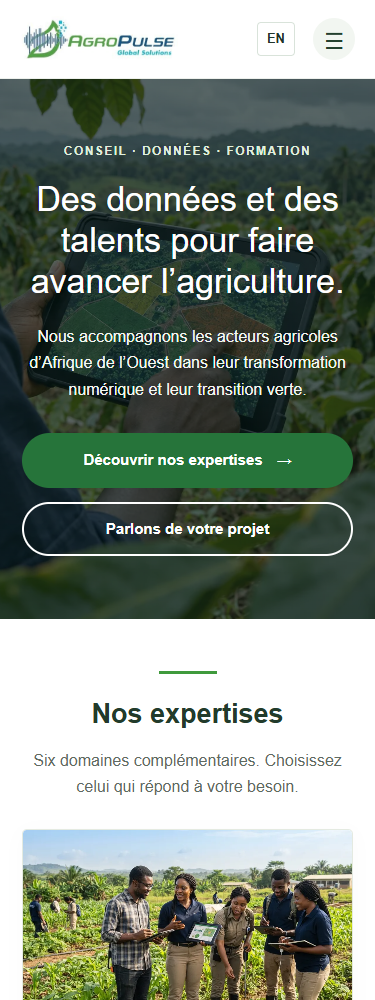 AGROPULSE
Global Solutions
EN
CONSEIL · DONNÉES · FORMATION
Des données et des
talents pour faire
avancer l’agriculture.
Nous accompagnons les acteurs agricoles
d’Afrique de l’Ouest dans leur transformation
numérique et leur transition verte.
Découvrir nos expertises →
Parlons de votre projet
Nos expertises
Six domaines complémentaires. Choisissez
celui qui répond à votre besoin.